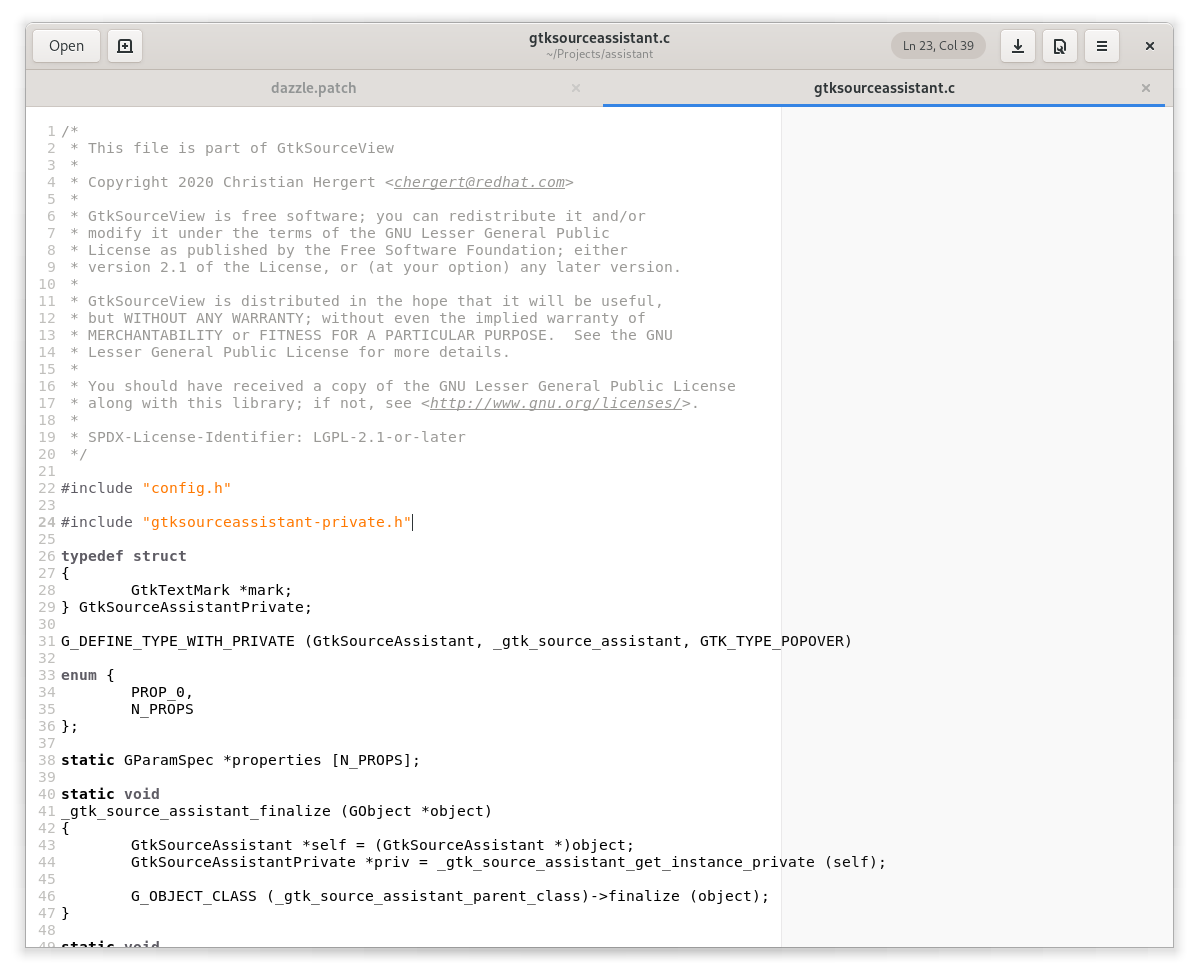 Open
gtksourceassistant.c
~/Projects/assistant
Ln 23, Col 39
dazzle.patch
gtksourceassistant.c
1 /*
2  * This file is part of GtkSourceView
3  *
4  * Copyright 2020 Christian Hergert <chergert@redhat.com>
5  *
6  * GtkSourceView is free software; you can redistribute it and/or
7  * modify it under the terms of the GNU Lesser General Public
8  * License as published by the Free Software Foundation; either
9  * version 2.1 of the License, or (at your option) any later version.
10  *
11  * GtkSourceView is distributed in the hope that it will be useful,
12  * but WITHOUT ANY WARRANTY; without even the implied warranty of
13  * MERCHANTABILITY or FITNESS FOR A PARTICULAR PURPOSE.  See the GNU
14  * Lesser General Public License for more details.
15  *
16  * You should have received a copy of the GNU Lesser General Public License
17  * along with this library; if not, see <http://www.gnu.org/licenses/>.
18  *
19  * SPDX-License-Identifier: LGPL-2.1-or-later
20  */
21
22 #include "config.h"
23
24 #include "gtksourceassistant-private.h"
25
26 typedef struct
27 {
28         GtkTextMark *mark;
29 } GtkSourceAssistantPrivate;
30
31 G_DEFINE_TYPE_WITH_PRIVATE (GtkSourceAssistant, _gtk_source_assistant, GTK_TYPE_POPOVER)
32
33 enum {
34         PROP_0,
35         N_PROPS
36 };
37
38 static GParamSpec *properties [N_PROPS];
39
40 static void
41 _gtk_source_assistant_finalize (GObject *object)
42 {
43         GtkSourceAssistant *self = (GtkSourceAssistant *)object;
44         GtkSourceAssistantPrivate *priv = _gtk_source_assistant_get_instance_private (self);
45
46         G_OBJECT_CLASS (_gtk_source_assistant_parent_class)->finalize (object);
47 }
48
49 static void